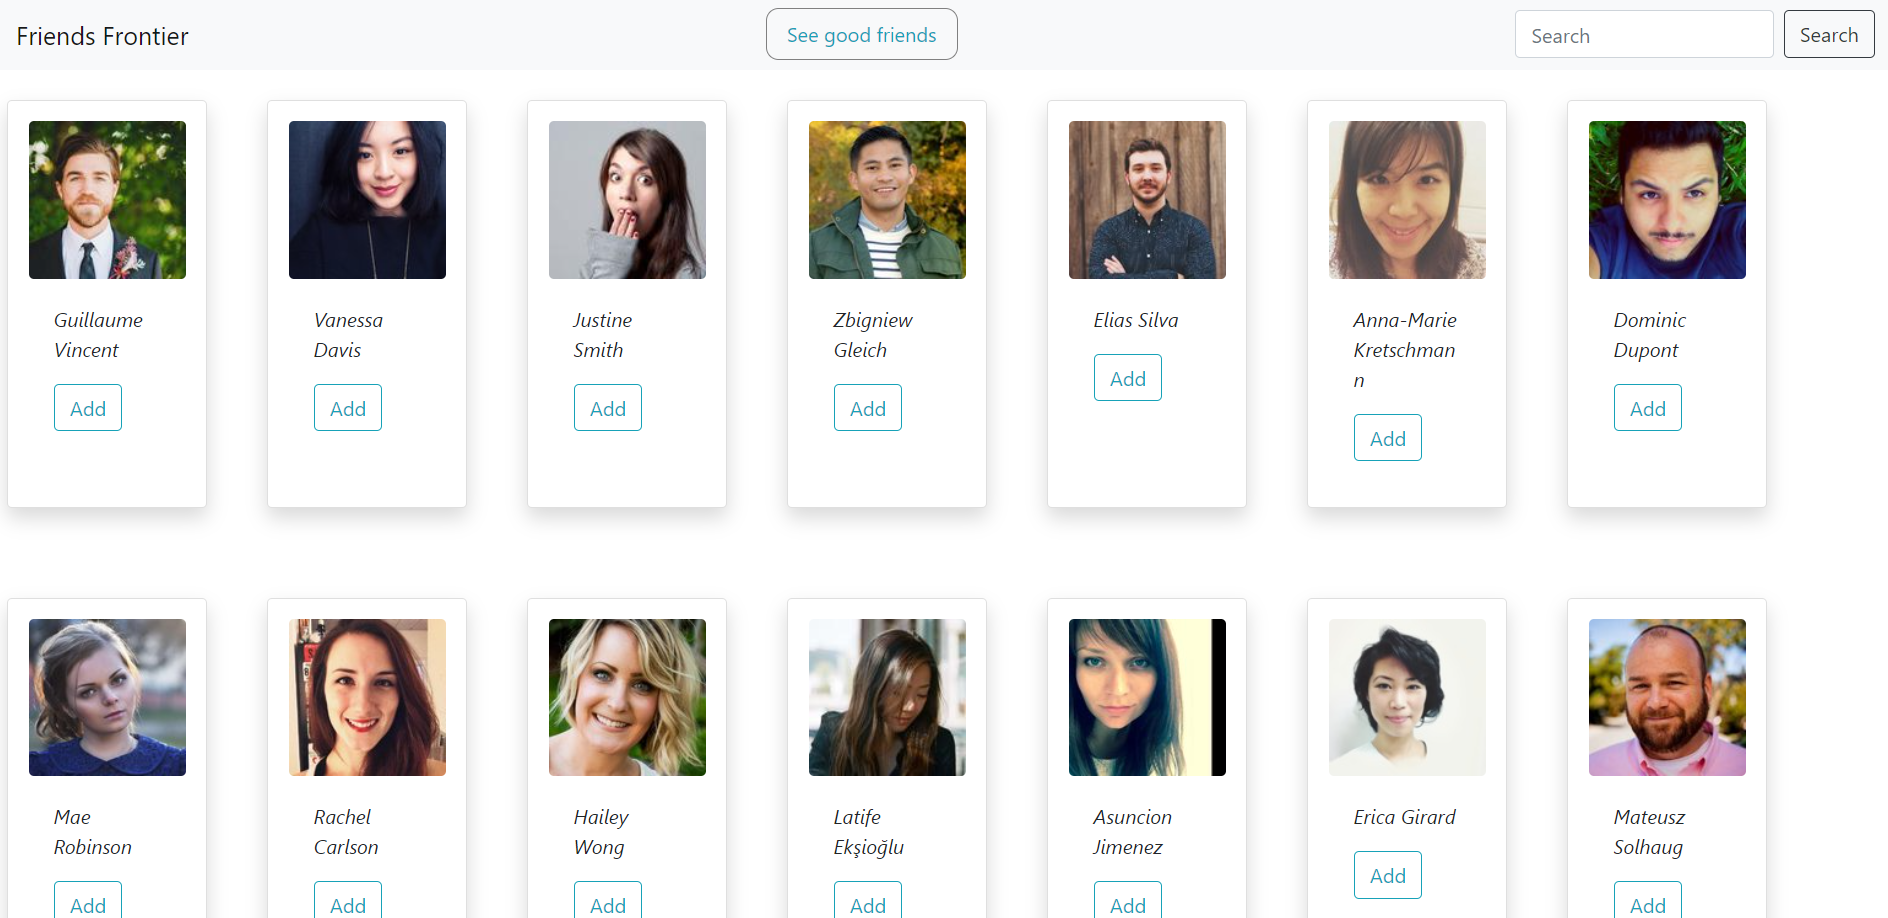 Friends Frontier
See good friends
Search
Search
Guillaume
Vincent
Add
Vanessa
Davis
Add
Justine
Smith
Add
Zbigniew
Gleich
Add
Elias Silva
Add
Anna-Marie
Kretschman
n
Add
Dominic
Dupont
Add
Mae
Robinson
Add
Rachel
Carlson
Add
Hailey
Wong
Add
Latife
Ekşioğlu
Add
Asuncion
Jimenez
Add
Erica Girard
Add
Mateusz
Solhaug
Add